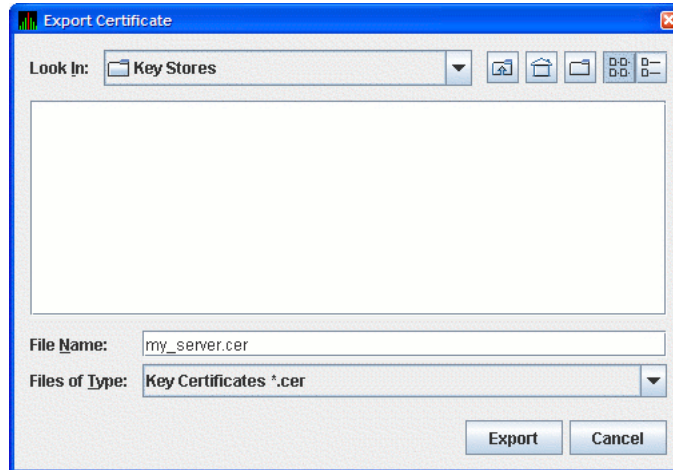 Export Certificate
Look In: Key Stores
File Name: my_server.cer
Files of Type: Key Certificates *.cer
Export Cancel